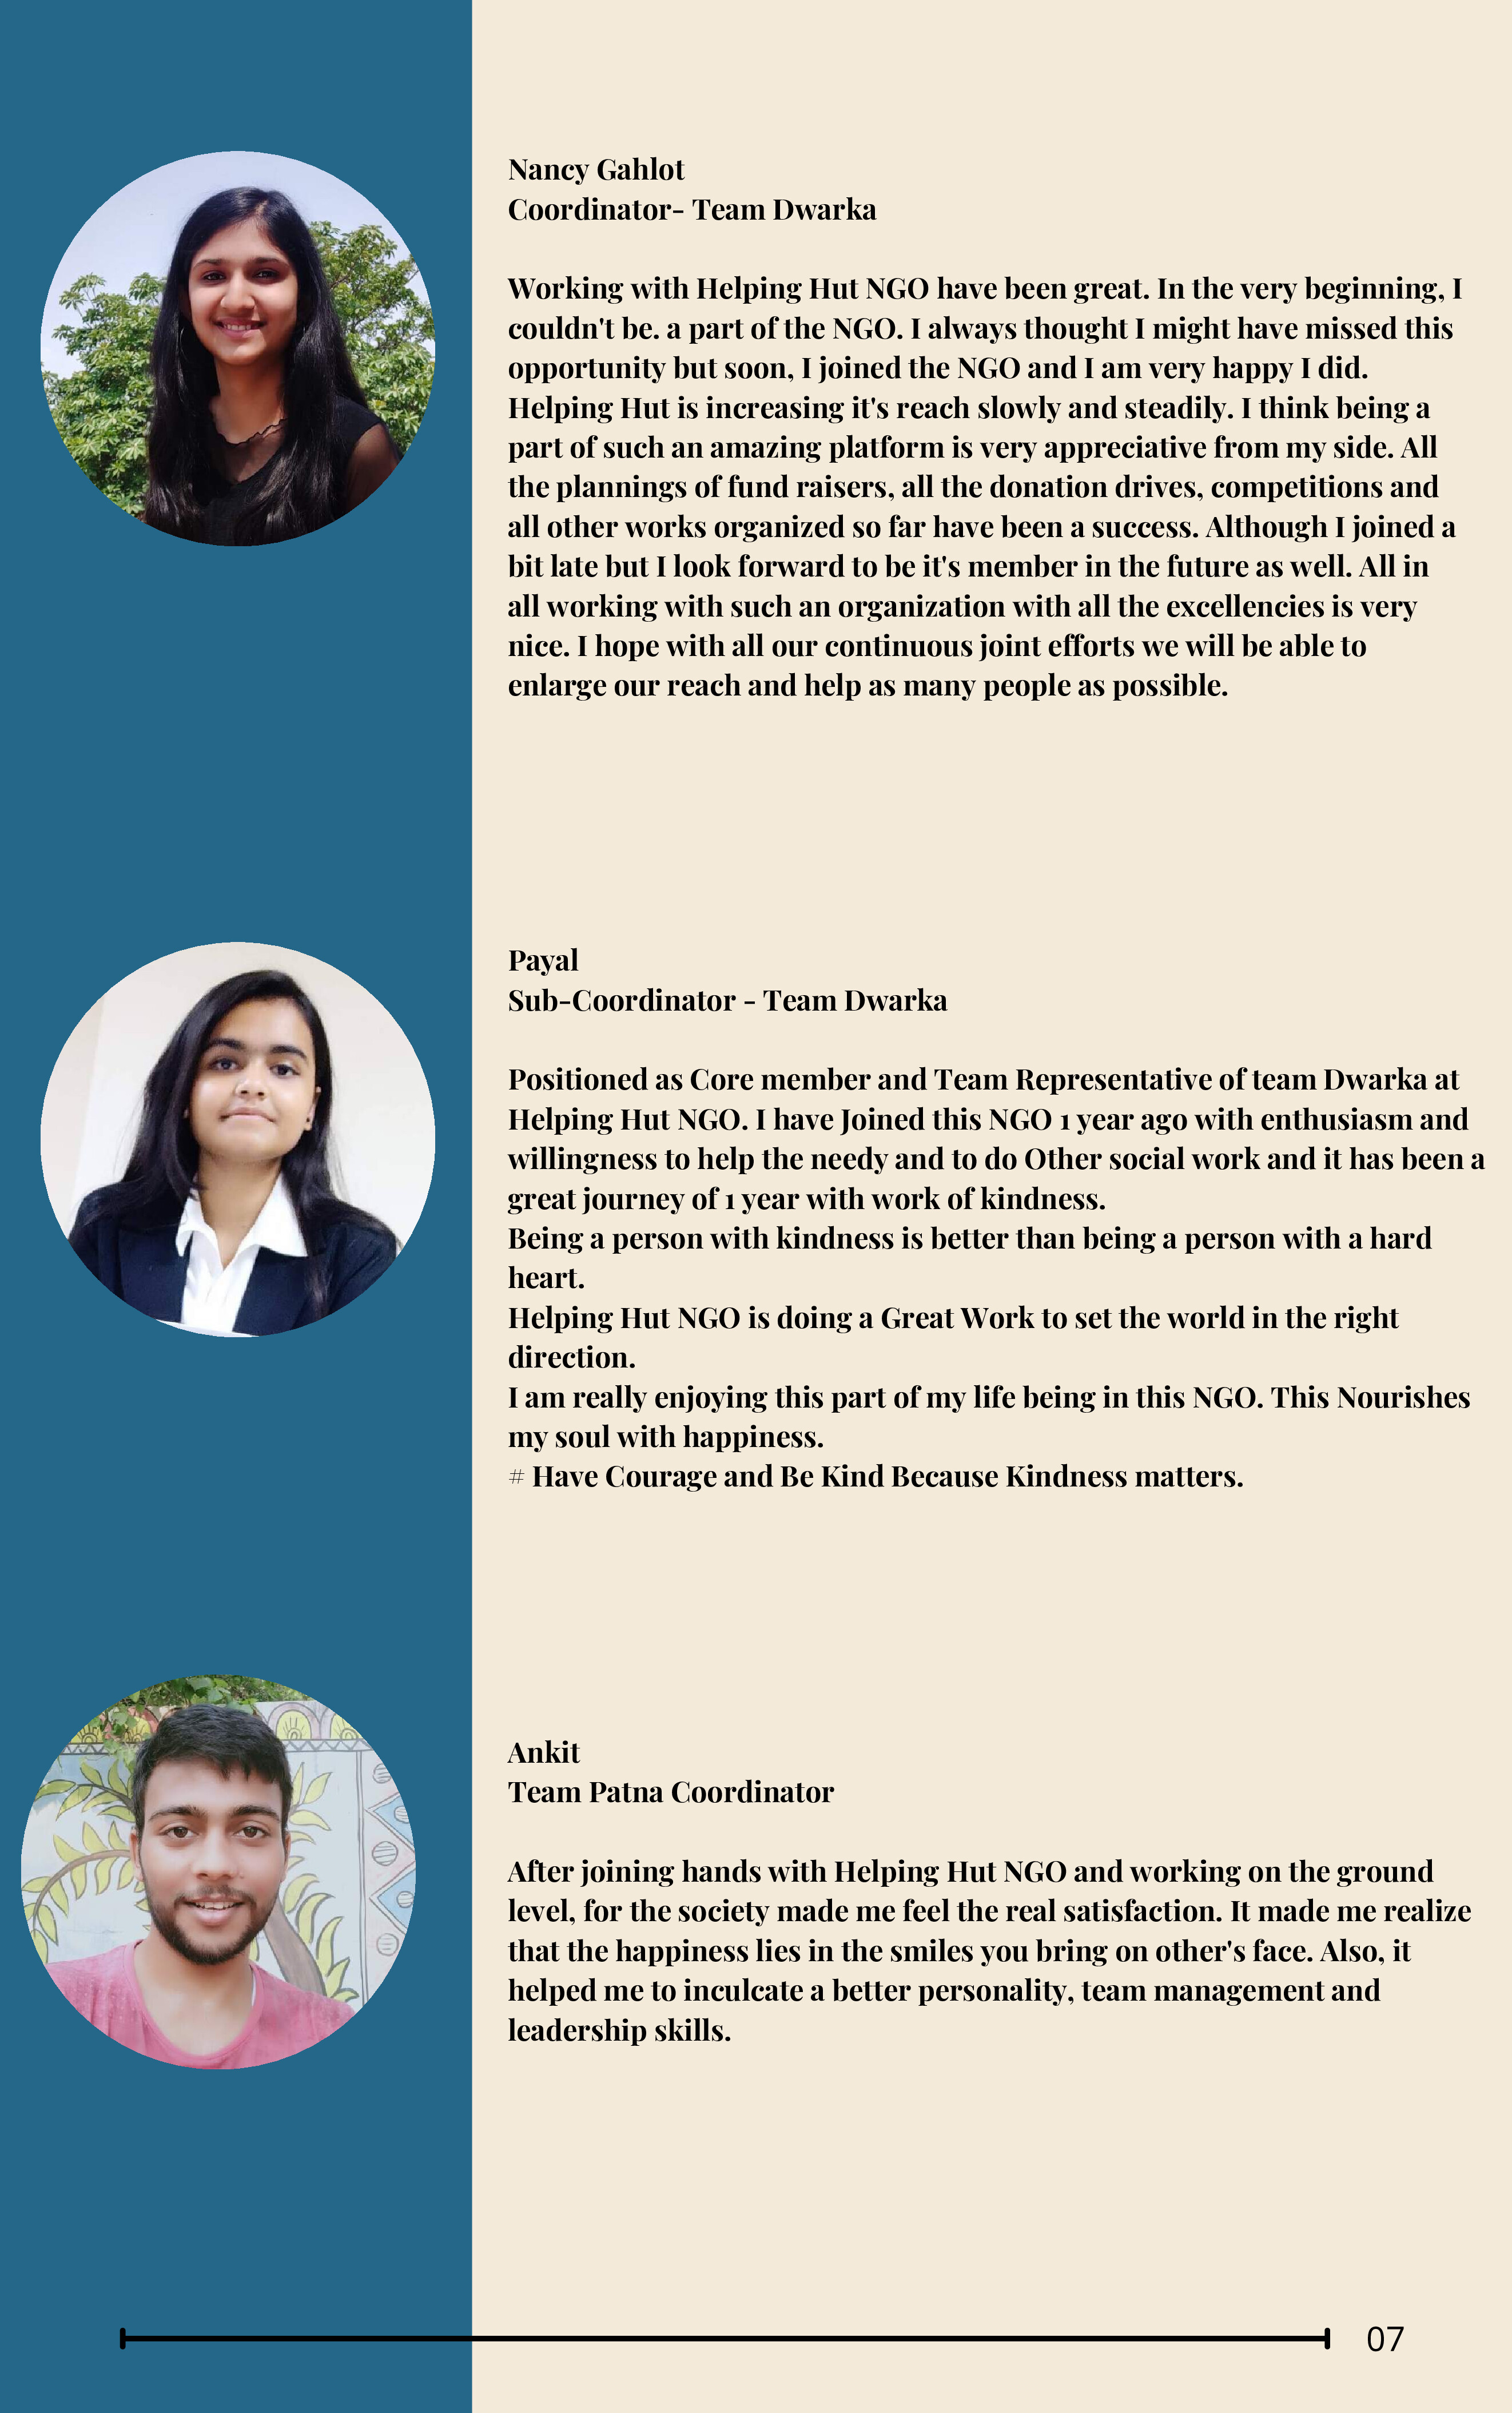 Nancy Gahlot
Coordinator- Team Dwarka
Working with Helping Hut NGO have been great. In the very beginning, I
couldn't be. a part of the NGO. I always thought I might have missed this
opportunity but soon, I joined the NGO and I am very happy I did.
Helping Hut is increasing it's reach slowly and steadily. I think being a
part of such an amazing platform is very appreciative from my side. All
the plannings of fund raisers, all the donation drives, competitions and
all other works organized so far have been a success. Although I joined a
bit late but I look forward to be it's member in the future as well. All in
all working with such an organization with all the excellencies is very
nice. I hope with all our continuous joint efforts we will be able to
enlarge our reach and help as many people as possible.
Payal
Sub-Coordinator - Team Dwarka
Positioned as Core member and Team Representative of team Dwarka at
Helping Hut NGO. I have Joined this NGO 1 year ago with enthusiasm and
willingness to help the needy and to do Other social work and it has been a
great journey of 1 year with work of kindness.
Being a person with kindness is better than being a person with a hard
heart.
Helping Hut NGO is doing a Great Work to set the world in the right
direction.
I am really enjoying this part of my life being in this NGO. This Nourishes
my soul with happiness.
# Have Courage and Be Kind Because Kindness matters.
Ankit
Team Patna Coordinator
After joining hands with Helping Hut NGO and working on the ground
level, for the society made me feel the real satisfaction. It made me realize
that the happiness lies in the smiles you bring on other's face. Also, it
helped me to inculcate a better personality, team management and
leadership skills.
07